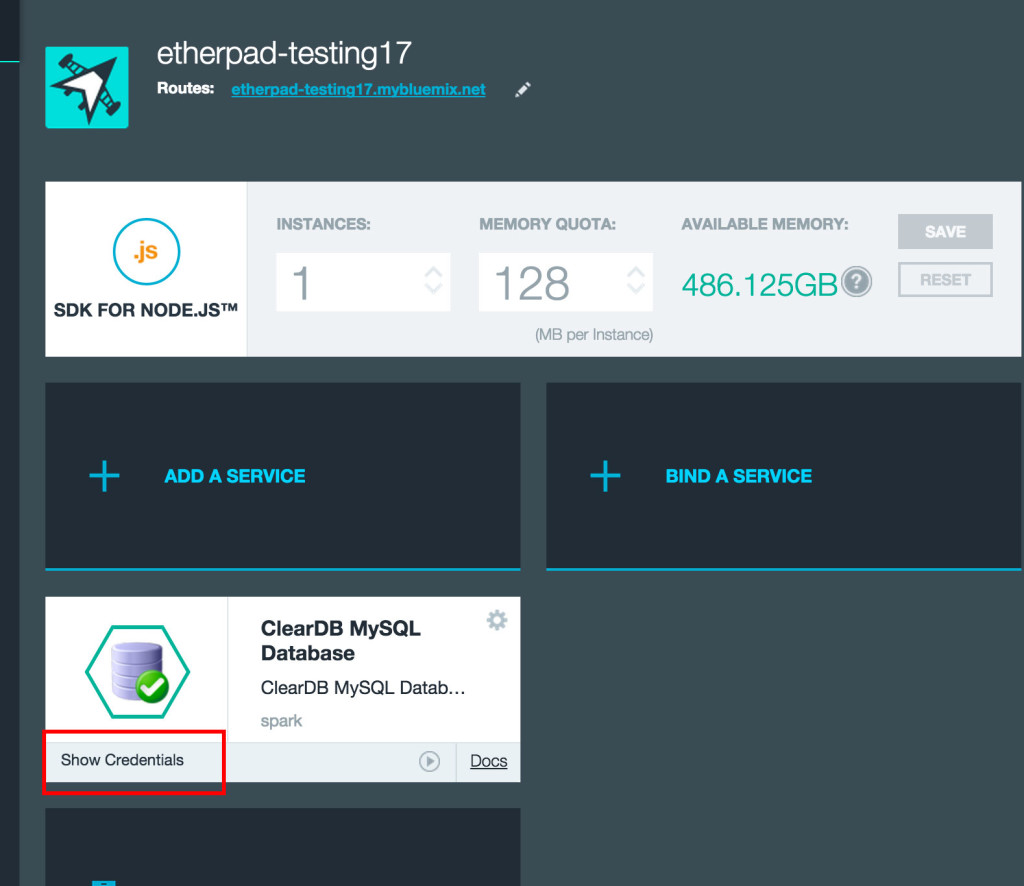 etherpad-testing17
Routes: etherpad-testing17.mybluemix.net
.js
SDK FOR NODE.JS™
INSTANCES:
1
MEMORY QUOTA:
128
(MB per Instance)
AVAILABLE MEMORY:
486.125GB ?
SAVE
RESET
ADD A SERVICE
BIND A SERVICE
ClearDB MySQL
Database
ClearDB MySQL Datab...
spark
Show Credentials
Docs